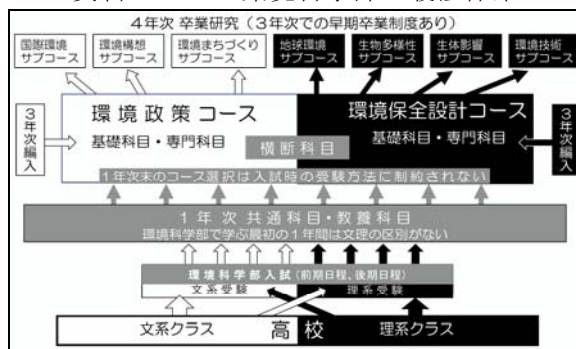 ４年次 卒業研究（３年次での早期卒業制度あり）
国際環境
サブコース
環境構想
サブコース
環境まちづくり
サブコース
地球環境
サブコース
生物多様性
サブコース
生体影響
サブコース
環境技術
サブコース
環境政策コース
基礎科目・専門科目
環境保全設計コース
基礎科目・専門科目
横断科目
３年次編入
３年次編入
１年次末のコース選択は入試時の受験方法に制約されない
１年次 共通科目・教養科目
環境科学部で学ぶ最初の１年間は文理の区別がない
環境科学部入試（前期日程、後期日程）
文系受験
理系受験
文系クラス
高校
理系クラス